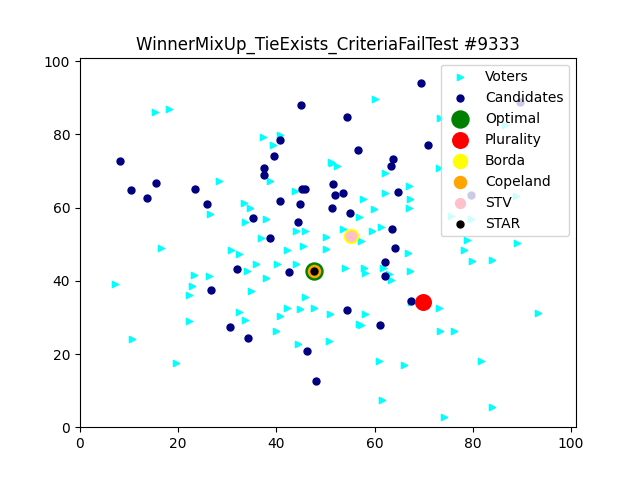 WinnerMixUp_TieExists_CriteriaFailTest #9333
100
80
60
40
20
0
0 20 40 60 80 100
Voters
Candidates
Optimal
Plurality
Borda
Copeland
STV
STAR